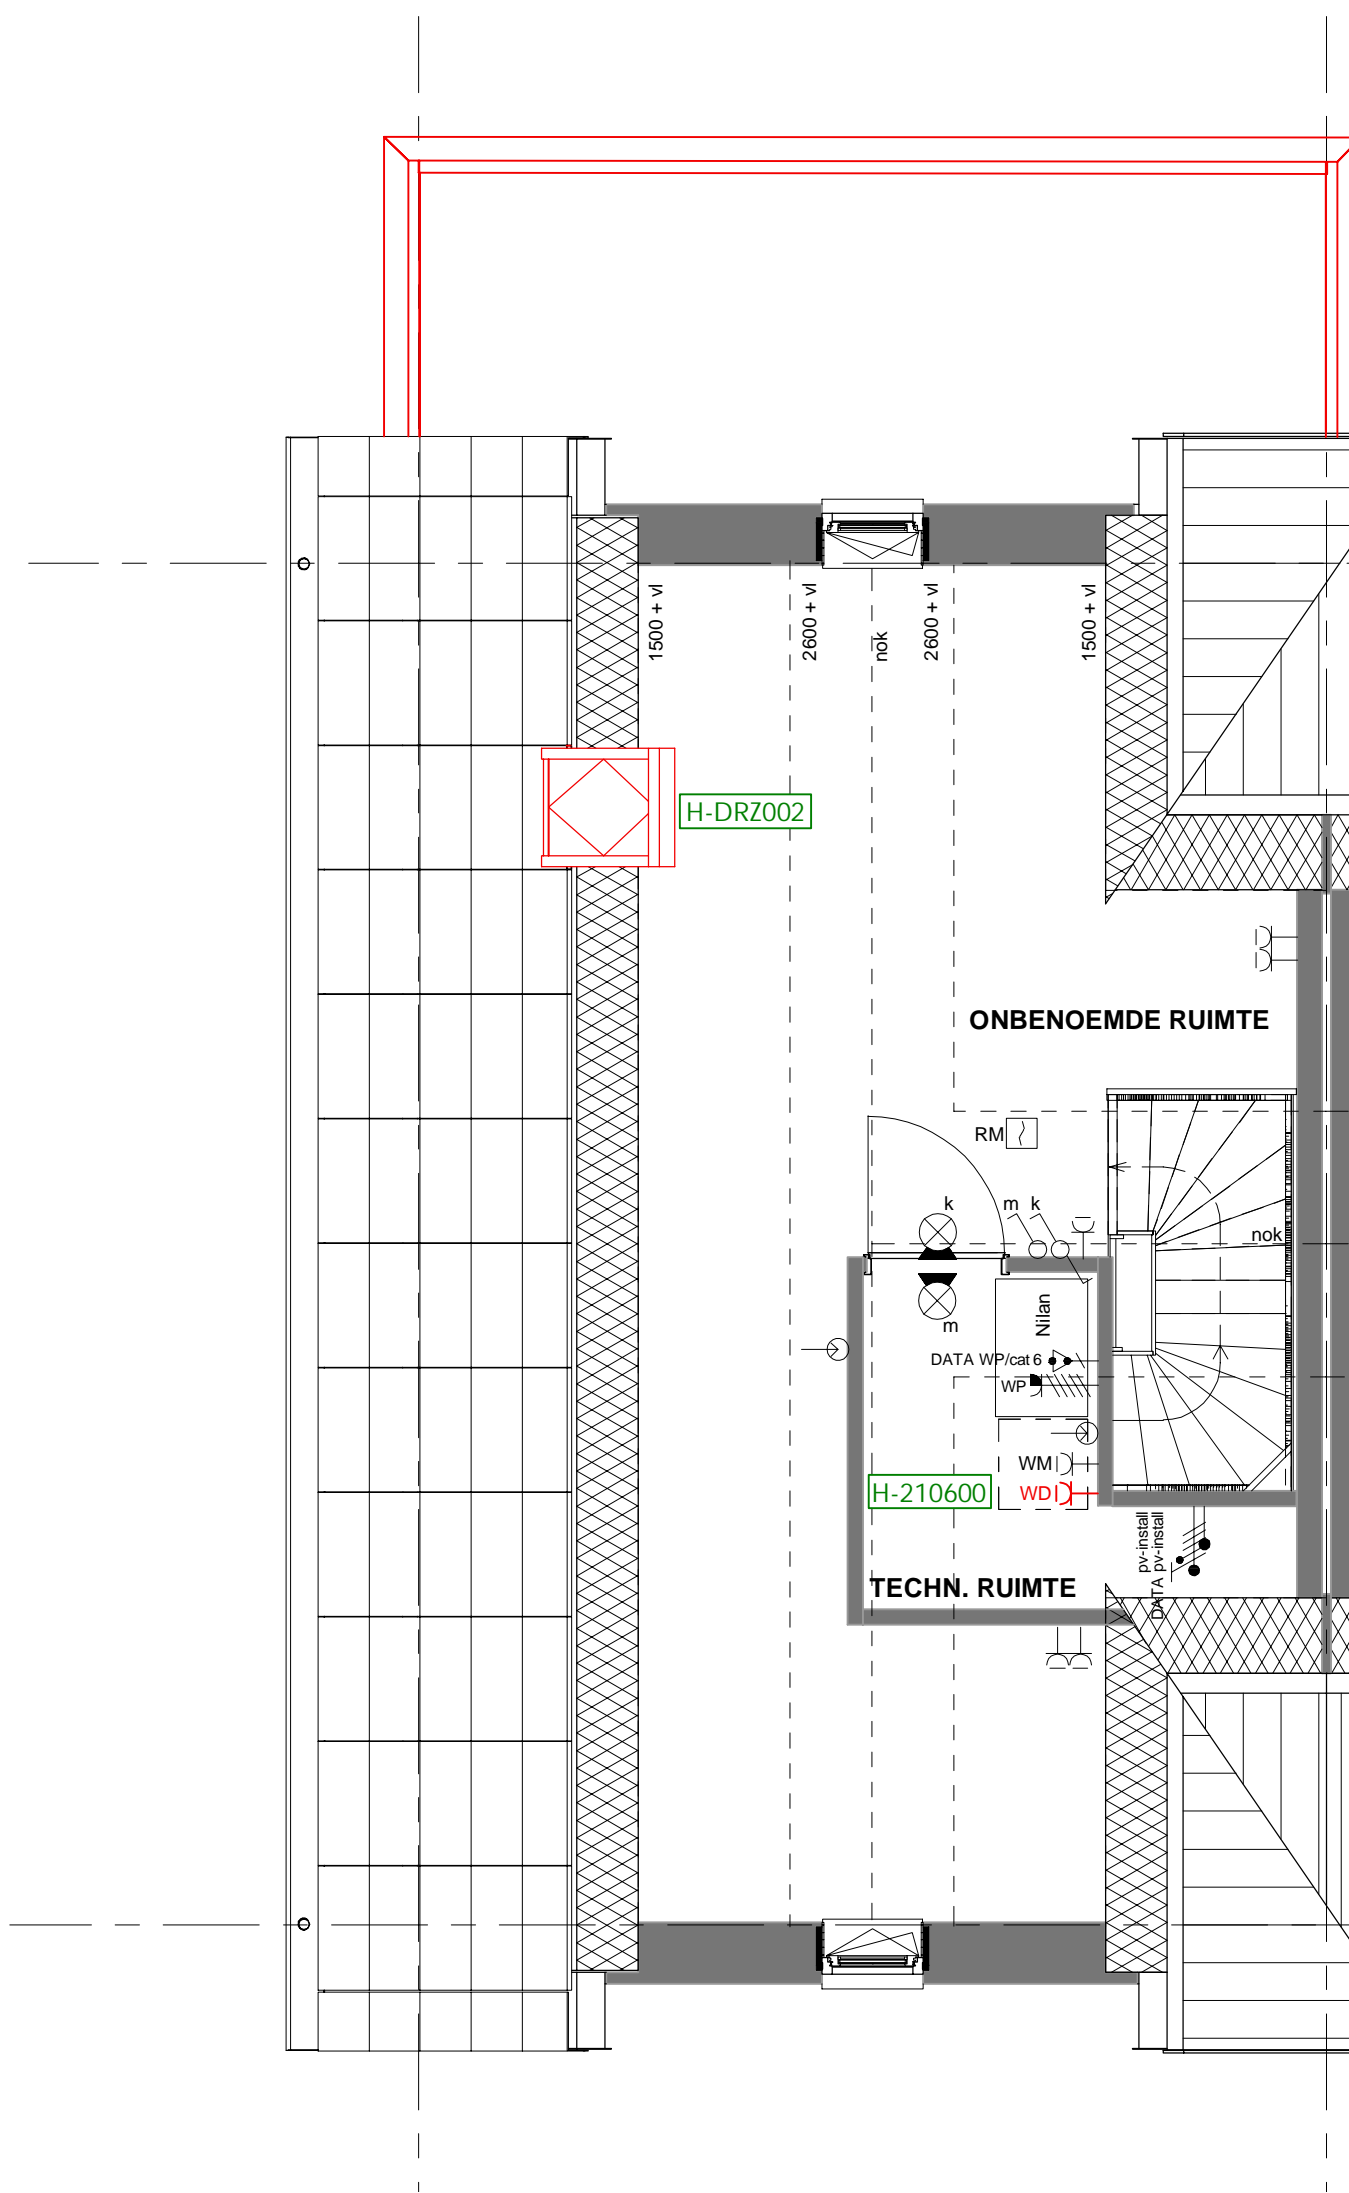 1500 + vl
2600 + vl
nok
2600 + vl
1500 + vl
H-DRZ002
ONBENOEMDE RUIMTE
RM
k
m k
nok
m
Nilan
DATA WP/cat 6
WP
WM
H-210600
WD
pv-install
DATA pv-install
TECHN. RUIMTE